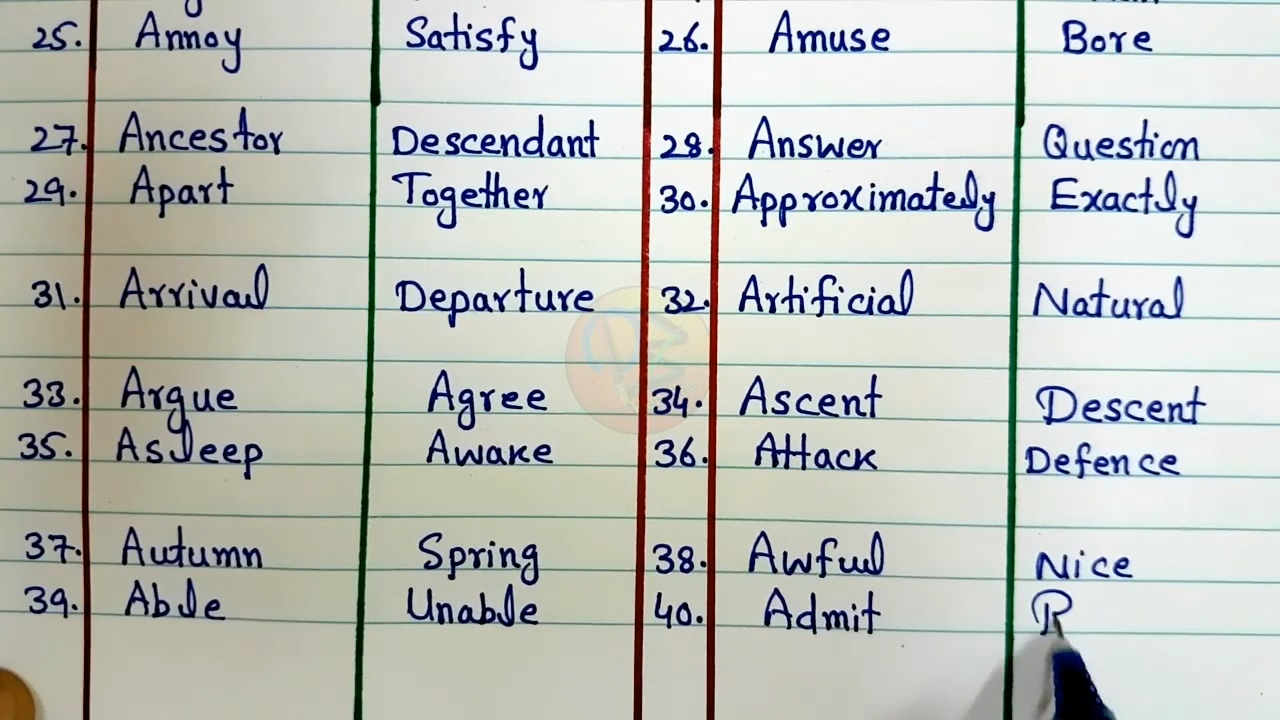 25. Annoy Satisfy 26. Amuse Bore
27. Ancestor Descendant 28. Answer Question
29. Apart Together 30. Approximately Exactly
31. Arrival Departure 32. Artificial Natural
33. Argue Agree 34. Ascent Descent
35. Asleep Awake 36. Attack Defence
37. Autumn Spring 38. Awful Nice
39. Able Unable 40. Admit R